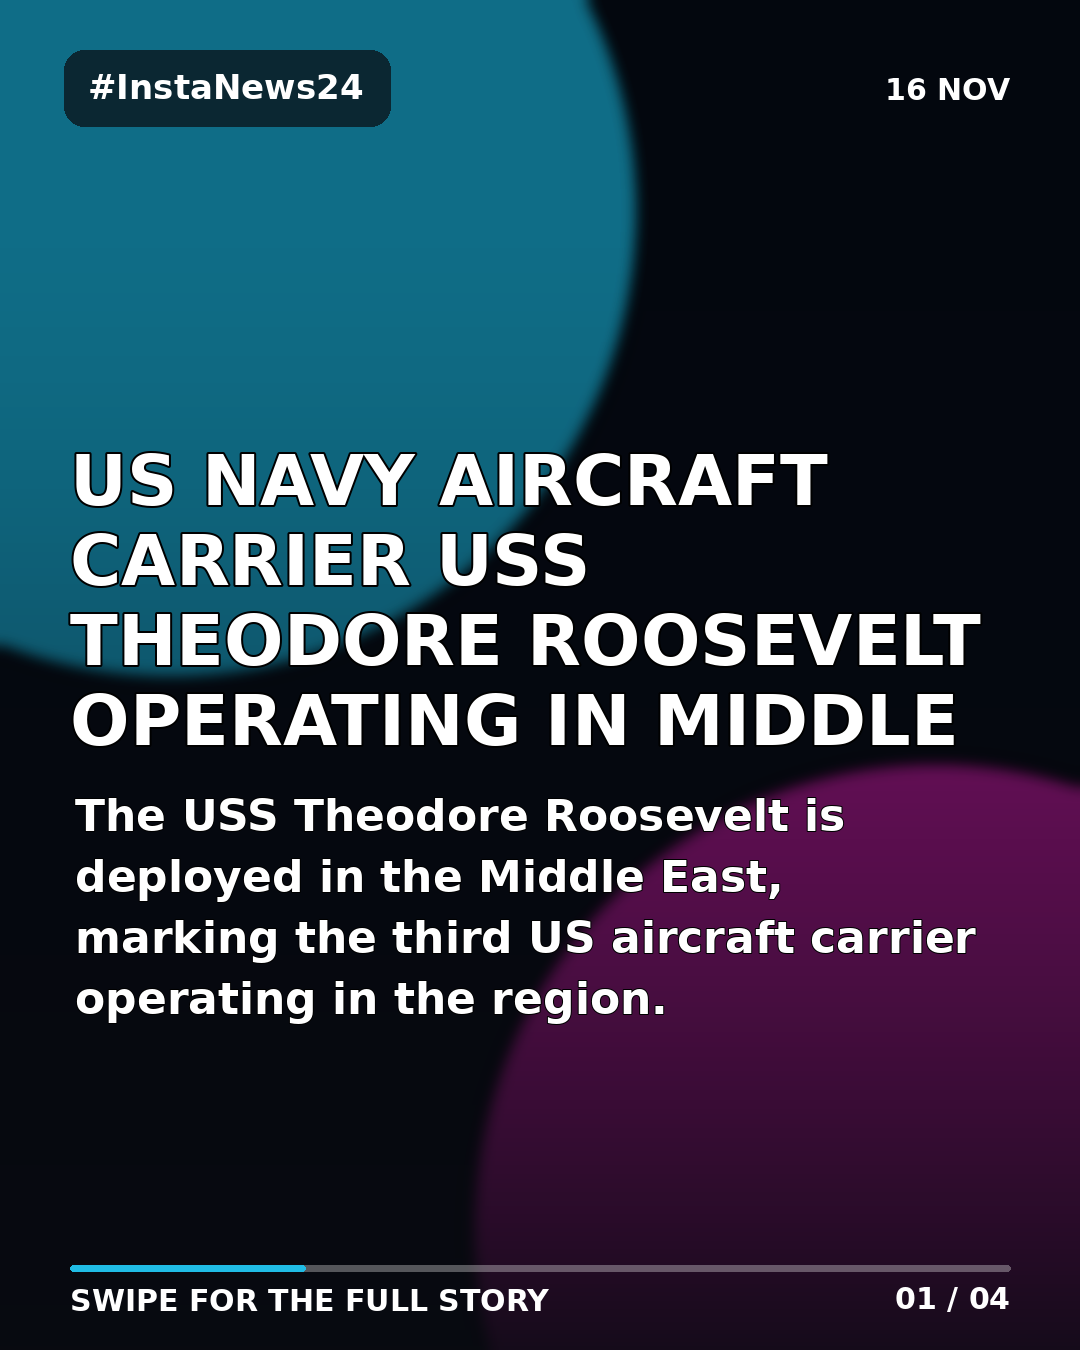 #InstaNews24
16 NOV
US NAVY AIRCRAFT
CARRIER USS
THEODORE ROOSEVELT
OPERATING IN MIDDLE
The USS Theodore Roosevelt is
deployed in the Middle East,
marking the third US aircraft carrier
operating in the region.
SWIPE FOR THE FULL STORY
01 / 04